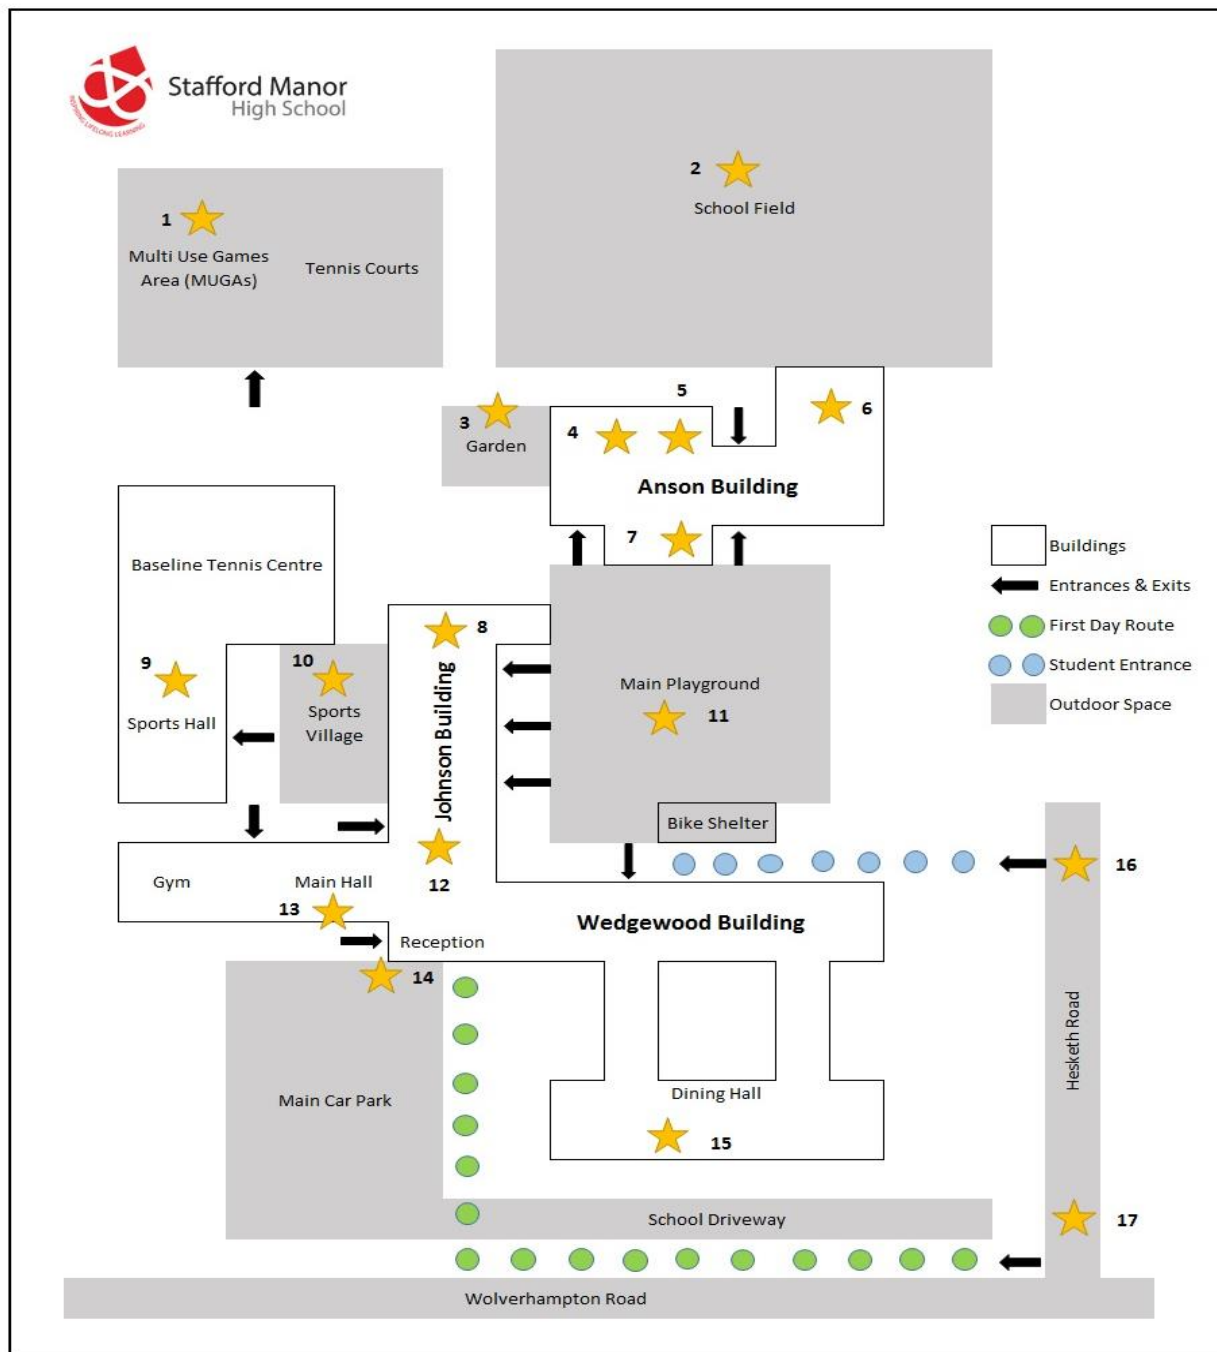 Stafford Manor
High School
INSPIRING LIFELONG LEARNING
2
School Field
1
Multi Use Games
Area (MUGAs)
Tennis Courts
5
6
3
4
Garden
Anson Building
7
Buildings
Baseline Tennis Centre
Entrances & Exits
8
First Day Route
9
10
Student Entrance
Main Playground
Sports Hall
Sports
Village
11
Outdoor Space
Johnson Building
Bike Shelter
16
Gym
Main Hall
12
13
Wedgewood Building
Reception
14
Hesketh Road
Main Car Park
Dining Hall
15
School Driveway
17
Wolverhampton Road